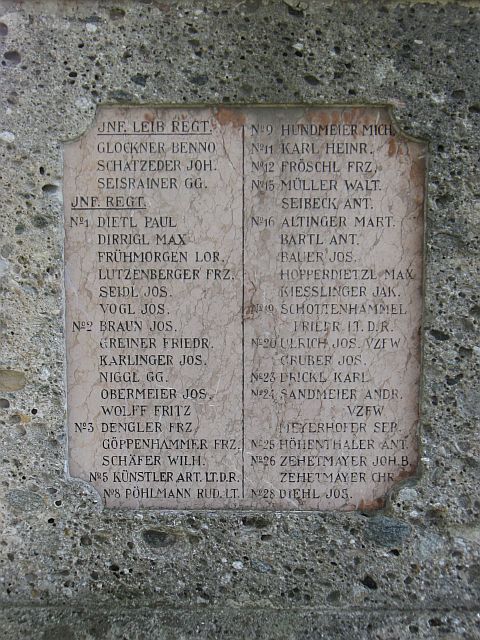 JNF. LEIB REGT.
GLOCKNER BENNO
SCHATZEDER JOH.
SEISRAINER GG.
JNF. REGT.
No1 DIETL PAUL
DIRRIGL MAX
FRÜHMORGEN LOR.
LUTZENBERGER FRZ.
SEIDL JOS.
VOGL JOS.
No2 BRAUN JOS.
GREINER FRIEDR.
KARLINGER JOS.
NIGGL GG.
OBERMEIER JOS.
WOLFF FRITZ
No3 DENGLER FRZ.
GÖPPENHAMMER FRZ.
SCHÄFER WILH.
No5 KÜNSTLER ART. LT.D.R.
No8 PÖHLMANN RUD. LT.
No9 HUNDMEIER MICH.
No11 KARL HEINR.
No12 FRÖSCHL FRZ.
No15 MÜLLER WALT.
SEIBECK ANT.
No16 ALTINGER MART.
BARTL ANT.
BAUER JOS.
HOPPERDIETZL MAX
KIESSLINGER JAK.
No19 SCHOTZENHAMMEL
FRIEDR. LT. D. R.
No20 ULRICH JOS. VZFW
GRUBER JOS.
No23 KARL
No24 SANDMEIER ANDR.
VZFW
MEYERHOFER SEP.
No25 HÖHENTHALER ANT.
No26 ZEHETMAYER JOH.B.
ZEHETMAYER CHR.
No28 DIEHL JOS.